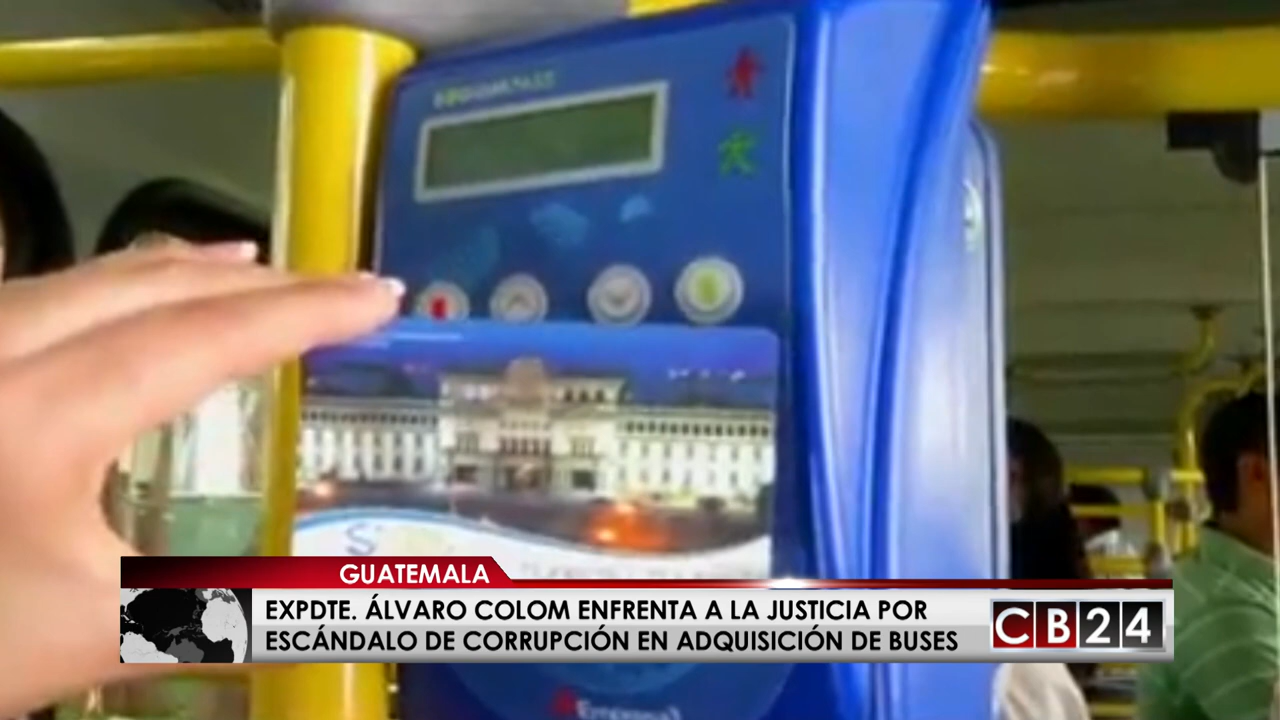 GUATEMALA
EXPDTE. ÁLVARO COLOM ENFRENTA A LA JUSTICIA POR
ESCÁNDALO DE CORRUPCIÓN EN ADQUISICIÓN DE BUSES
CB24